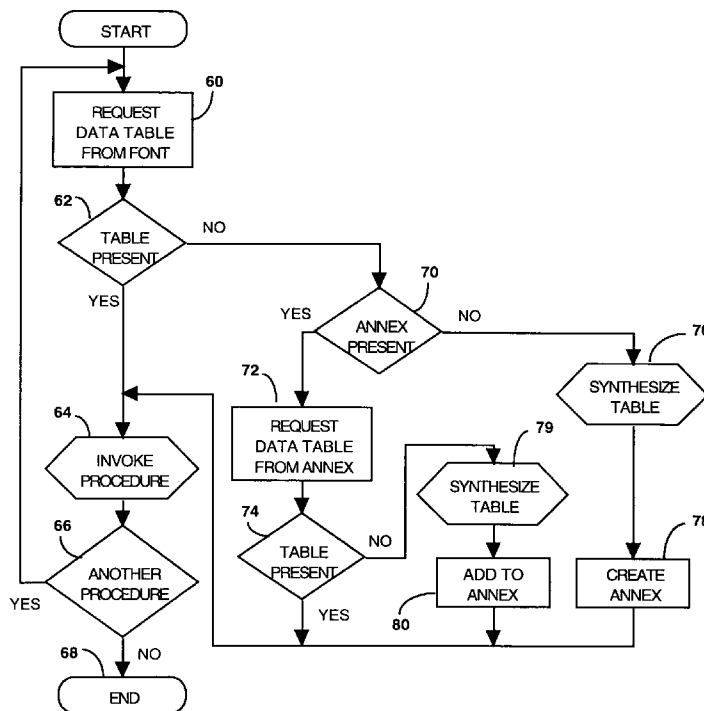 START
60
REQUEST
DATA TABLE
FROM FONT
62
TABLE
PRESENT
NO
YES
70
ANNEX
PRESENT
YES
NO
SYNTHESIZE
TABLE
72
REQUEST
DATA TABLE
FROM ANNEX
64
INVOKE
PROCEDURE
79
SYNTHESIZE
TABLE
74
TABLE
PRESENT
NO
YES
78
CREATE
ANNEX
ADD TO
ANNEX
80
66
ANOTHER
PROCEDURE
YES
NO
68
END